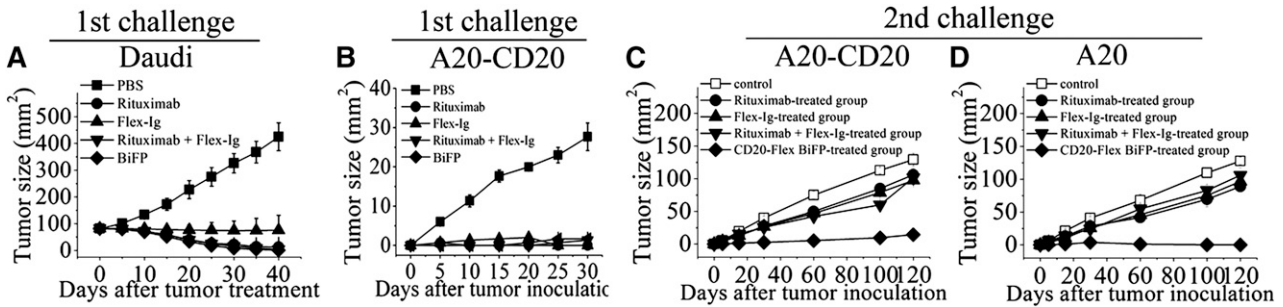 1st challenge
1st challenge
2nd challenge
A
Daudi
B
A20-CD20
C
A20-CD20
D
A20
PBS
Rituximab
Flex-Ig
Rituximab + Flex-Ig
BiFP
Tumor size (mm²)
500
400
300
200
100
0
0
10
20
30
40
Days after tumor treatment
PBS
Rituximab
Flex-Ig
Rituximab + Flex-Ig
BiFP
Tumor size (mm²)
40
30
20
10
0
0
5
10
15
20
25
30
Days after tumor inoculatio
control
Rituximab-treated group
Flex-Ig-treated group
Rituximab + Flex-Ig-treated group
CD20-Flex BiFP-treated group
Tumor size (mm²)
200
150
100
50
0
0
20
40
60
80
100
120
Days after tumor inoculation
control
Rituximab-treated group
Flex-Ig-treated group
Rituximab + Flex-Ig-treated group
CD20-Flex BiFP-treated group
Tumor size (mm²)
200
150
100
50
0
0
20
40
60
80
100
120
Days after tumor inoculation